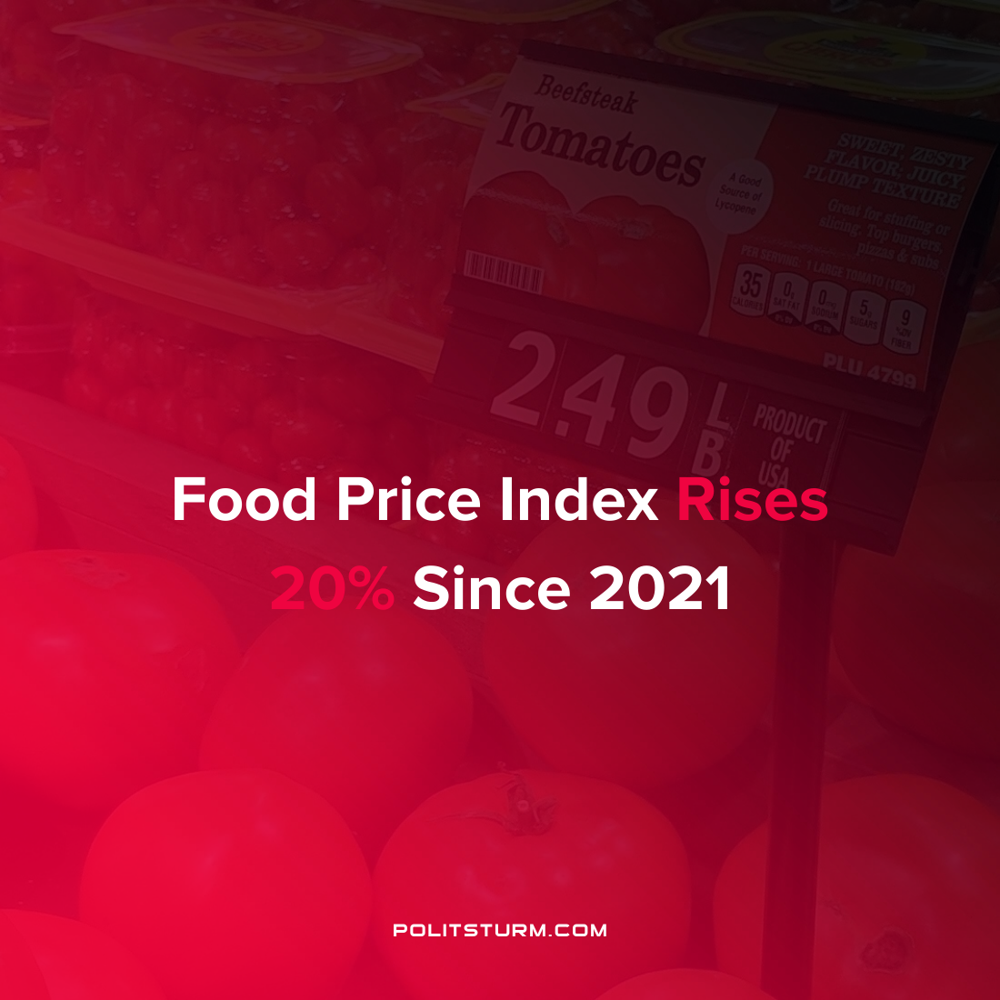 Beefsteak
Tomatoes
A Good
Source of
Lycopene
SWEET, ZESTY
FLAVOR; JUICY,
PLUMP TEXTURE
Great for stuffing or
slicing. Top burgers,
pizzas & subs
PER SERVING: 1 LARGE TOMATO (182g)
35
CALORIES
0g
SAT FAT
0mg
SODIUM
5g
SUGARS
9
%DV
FIBER
PLU 4799
2.49 LB
PRODUCT
OF
USA
Food Price Index Rises
20% Since 2021
POLITSTURM.COM